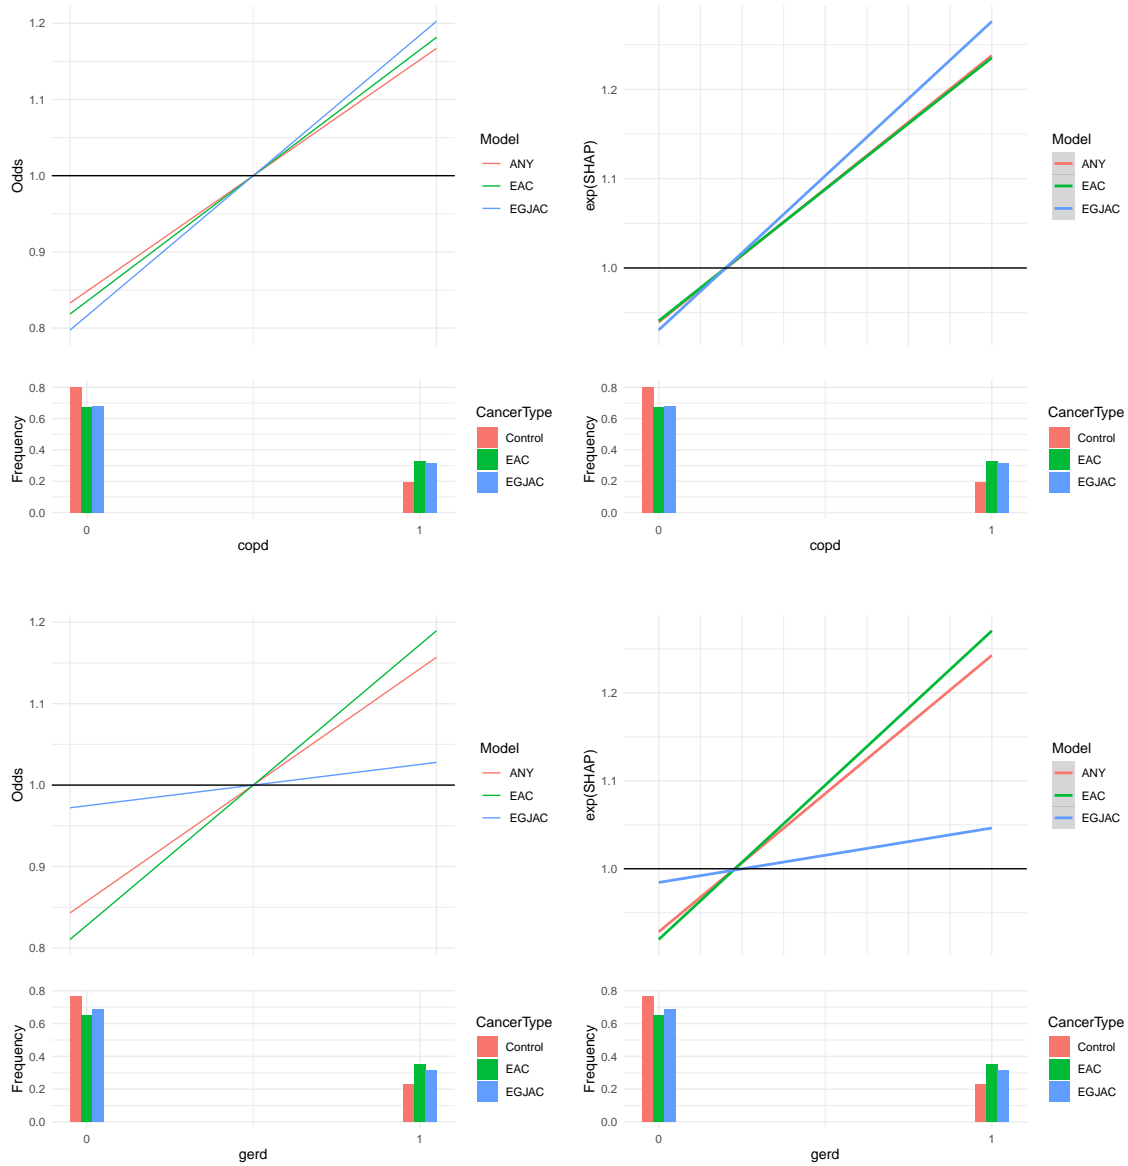 1.2
1.1
1.0
0.9
0.8
Odds
Model
ANY
EAC
EGJAC
0.8
0.6
0.4
0.2
0.0
Frequency
0
1
copd
CancerType
Control
EAC
EGJAC
1.2
1.1
1.0
exp(SHAP)
Model
ANY
EAC
EGJAC
0.8
0.6
0.4
0.2
0.0
Frequency
0
1
copd
CancerType
Control
EAC
EGJAC
1.2
1.1
1.0
0.9
0.8
Odds
Model
ANY
EAC
EGJAC
0.8
0.6
0.4
0.2
0.0
Frequency
0
1
gerd
CancerType
Control
EAC
EGJAC
1.2
1.1
1.0
exp(SHAP)
Model
ANY
EAC
EGJAC
0.8
0.6
0.4
0.2
0.0
Frequency
0
1
gerd
CancerType
Control
EAC
EGJAC